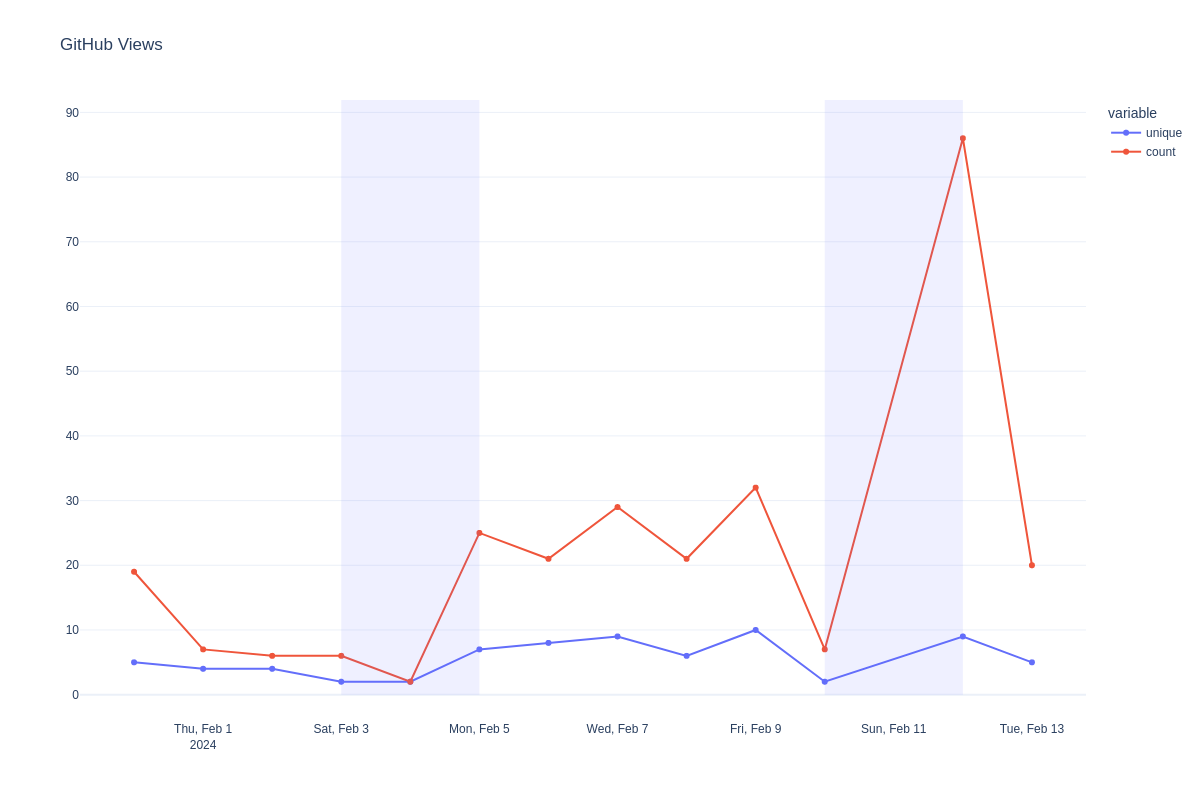 GitHub Views
variable
unique
count
90
80
70
60
50
40
30
20
10
0
Thu, Feb 1
2024
Sat, Feb 3
Mon, Feb 5
Wed, Feb 7
Fri, Feb 9
Sun, Feb 11
Tue, Feb 13